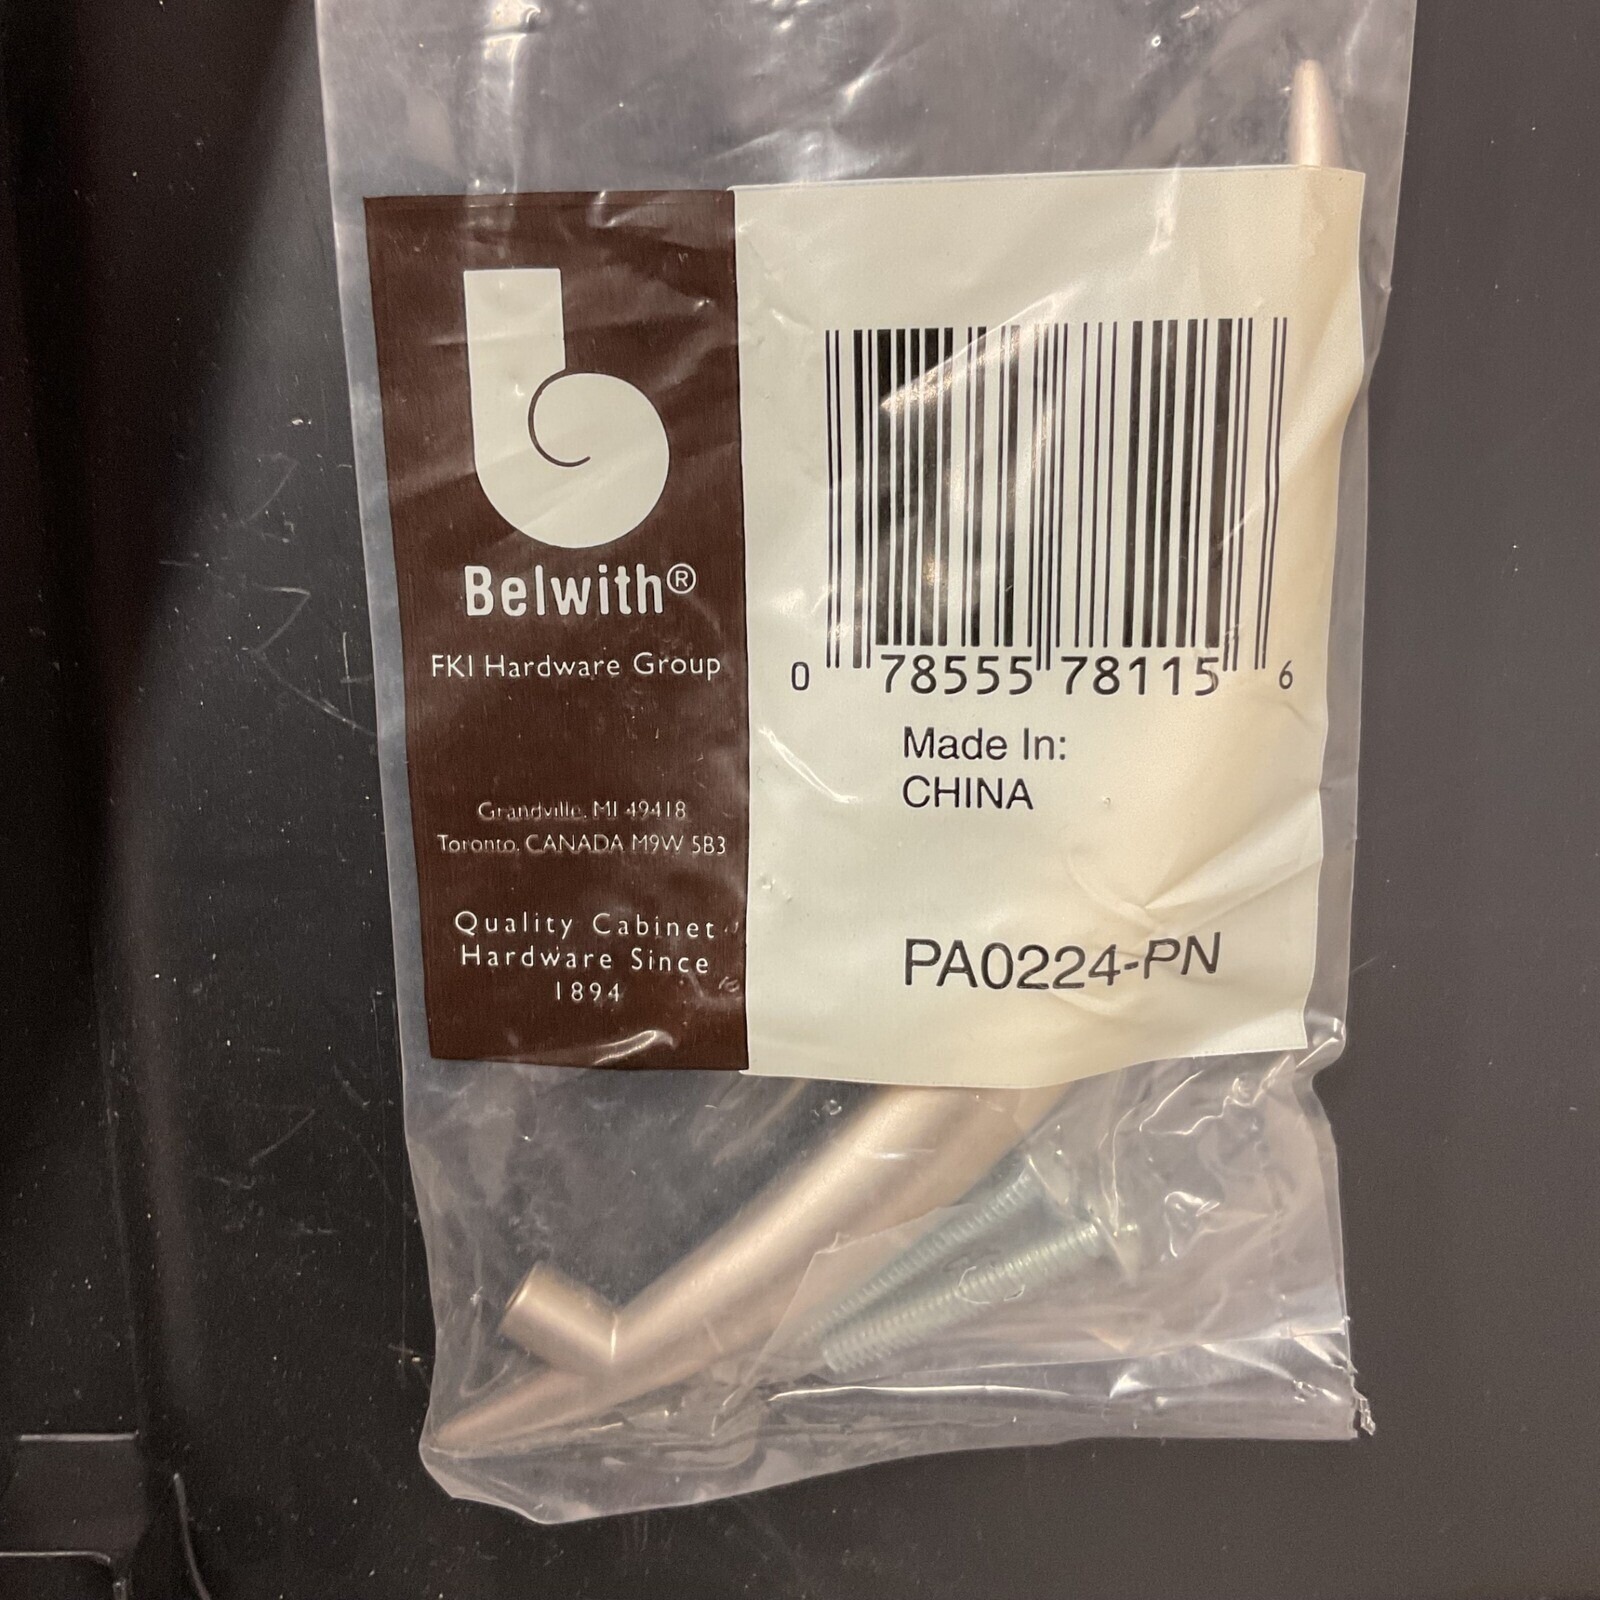 Belwith®
FKI Hardware Group
Grandville, MI 49418
Toronto, CANADA M9W 5B3
Quality Cabinet
Hardware Since
1894
0 78555 78115 6
Made In:
CHINA
PA0224-PN